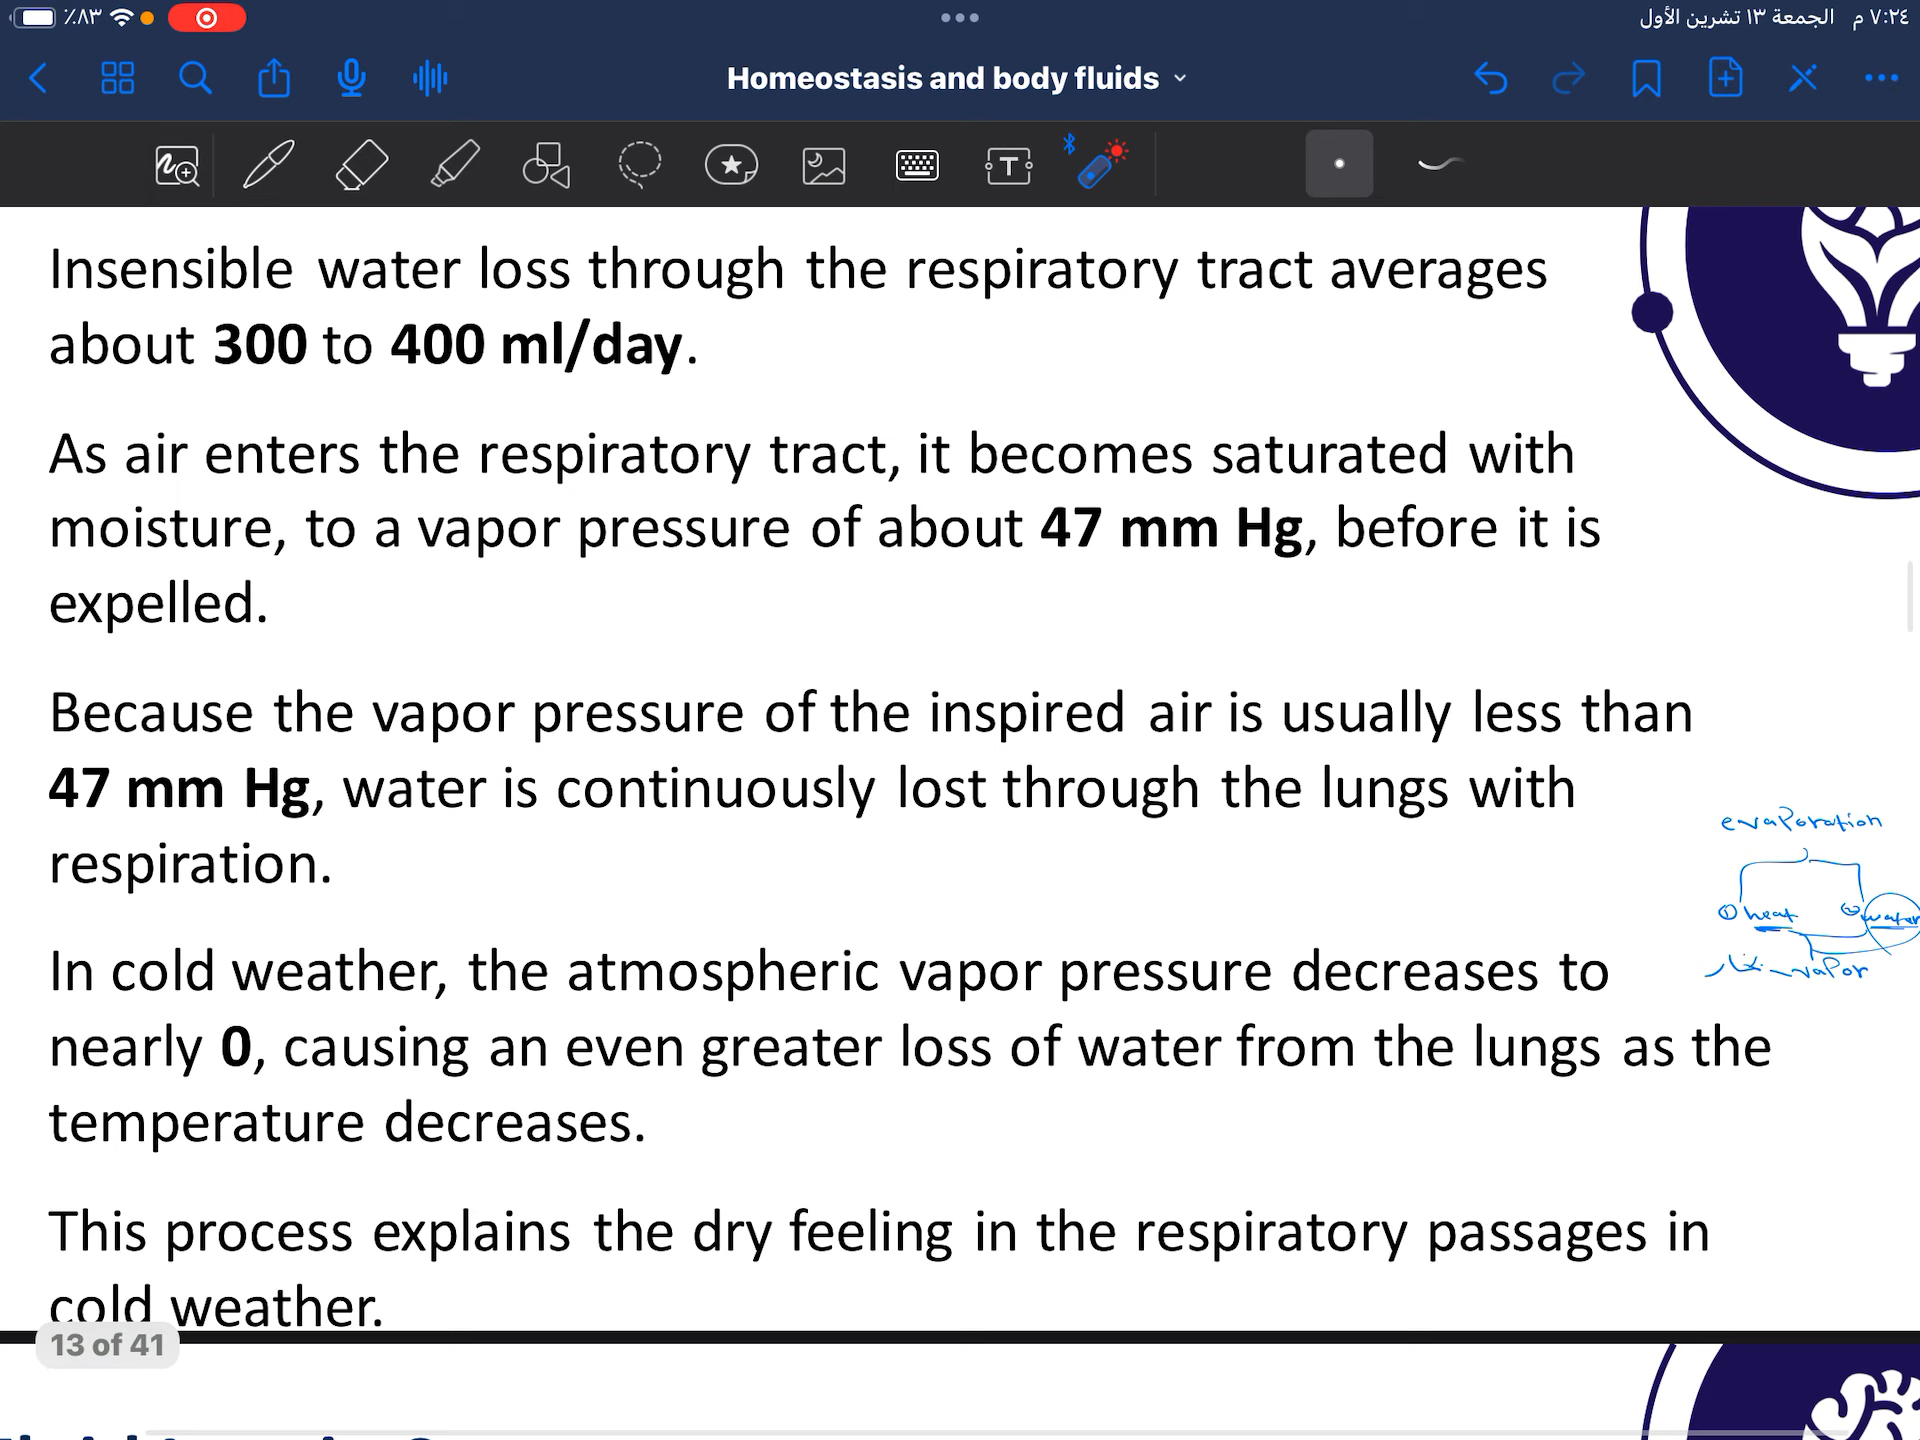 ٪٨٣
٧:٢٤ م الجمعة ١٣ تشرين الأول
Homeostasis and body fluids
T
Insensible water loss through the respiratory tract averages
about 300 to 400 ml/day.
As air enters the respiratory tract, it becomes saturated with
moisture, to a vapor pressure of about 47 mm Hg, before it is
expelled.
Because the vapor pressure of the inspired air is usually less than
47 mm Hg, water is continuously lost through the lungs with
respiration.
evaporation
① heat ② water
vapor
In cold weather, the atmospheric vapor pressure decreases to
nearly 0, causing an even greater loss of water from the lungs as the
temperature decreases.
This process explains the dry feeling in the respiratory passages in
cold weather.
13 of 41